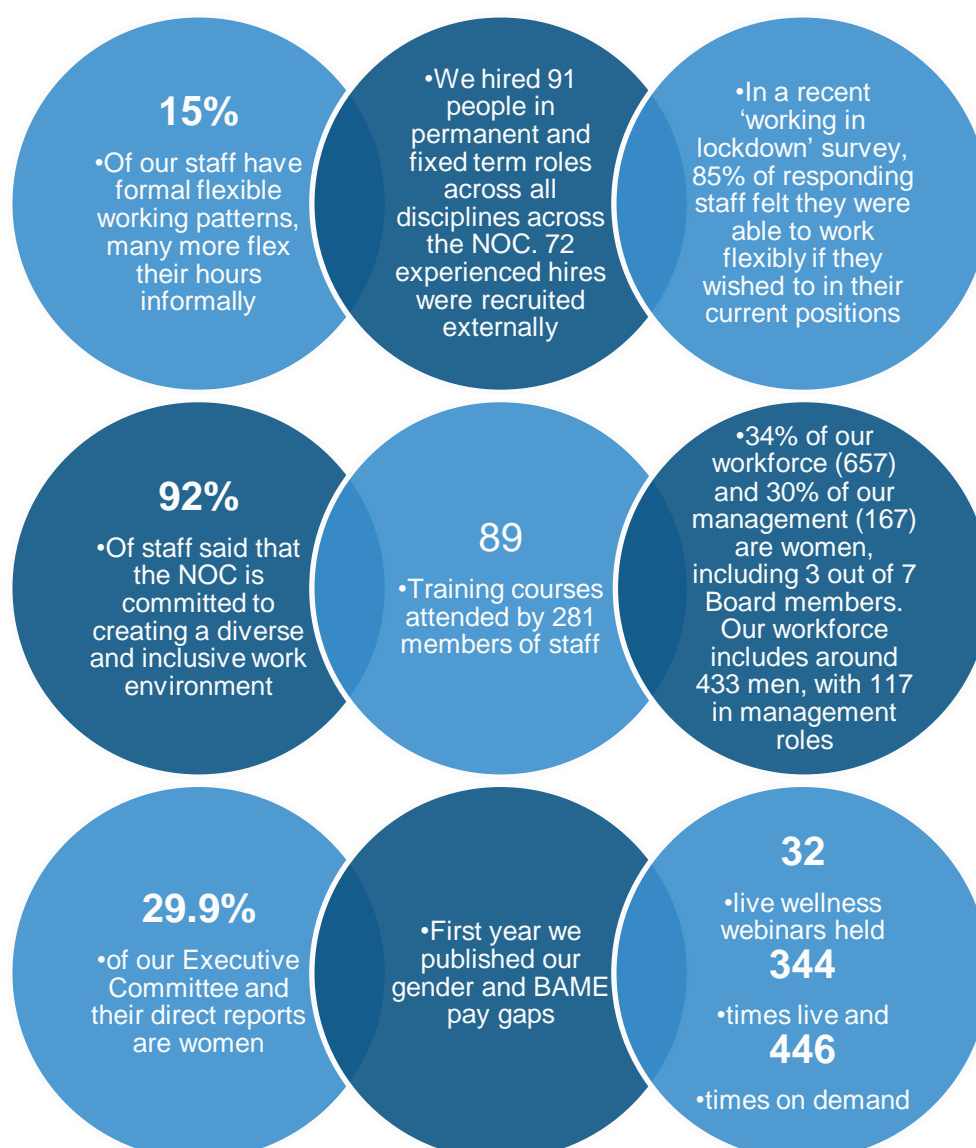 15%
•Of our staff have
formal flexible
working patterns,
many more flex
their hours
informally
•We hired 91
people in
permanent and
fixed term roles
across all
disciplines across
the NOC. 72
experienced hires
were recruited
externally
•In a recent
‘working in
lockdown’ survey,
85% of responding
staff felt they were
able to work
flexibly if they
wished to in their
current positions
92%
•Of staff said that
the NOC is
committed to
creating a diverse
and inclusive work
environment
89
•Training courses
attended by 281
members of staff
•34% of our
workforce (657)
and 30% of our
management (167)
are women,
including 3 out of 7
Board members.
Our workforce
includes around
433 men, with 117
in management
roles
29.9%
•of our Executive
Committee and
their direct reports
are women
•First year we
published our
gender and BAME
pay gaps
32
•live wellness
webinars held
344
•times live and
446
•times on demand